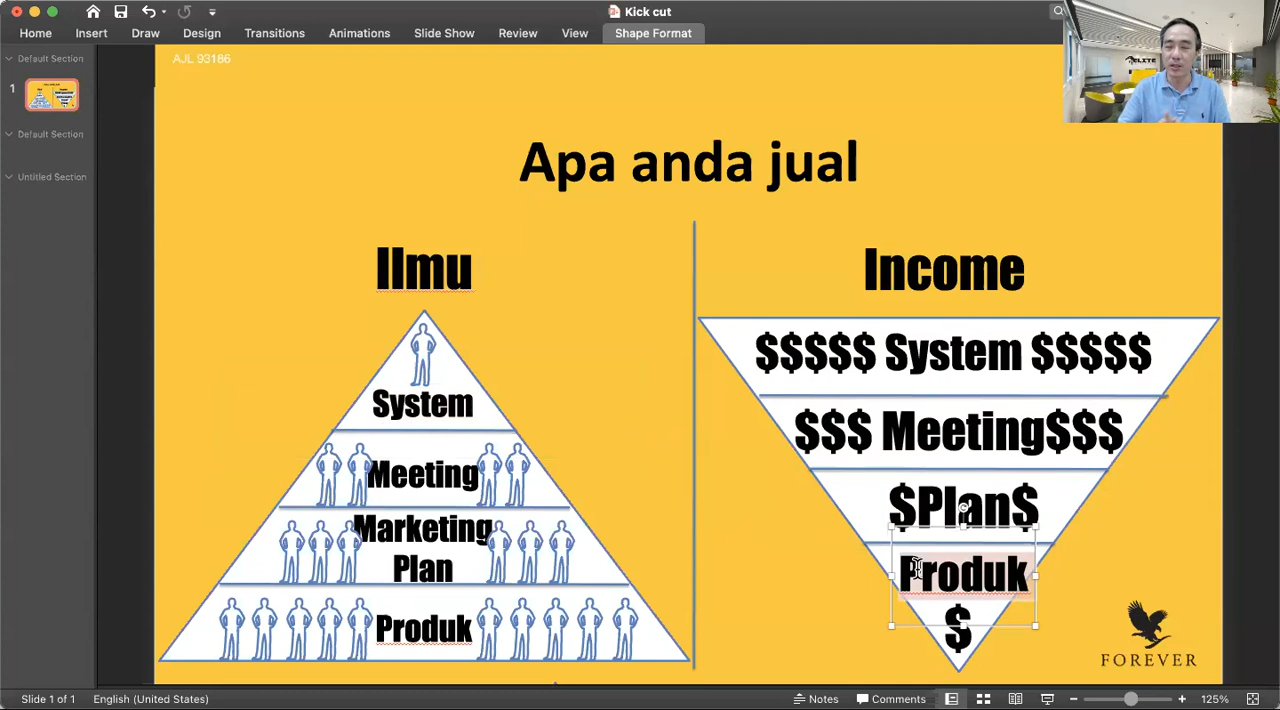 Kick cut
Home Insert Draw Design Transitions Animations Slide Show Review View Shape Format
Default Section
1
Default Section
Untitled Section
AJL 93186
ELITE
Apa anda jual
Ilmu
System
Meeting
Marketing
Plan
Produk
Income
$$$$$ System $$$$$
$$$ Meeting$$$
$Plan$
Produk
$
FOREVER
Slide 1 of 1 English (United States) Notes Comments 125%